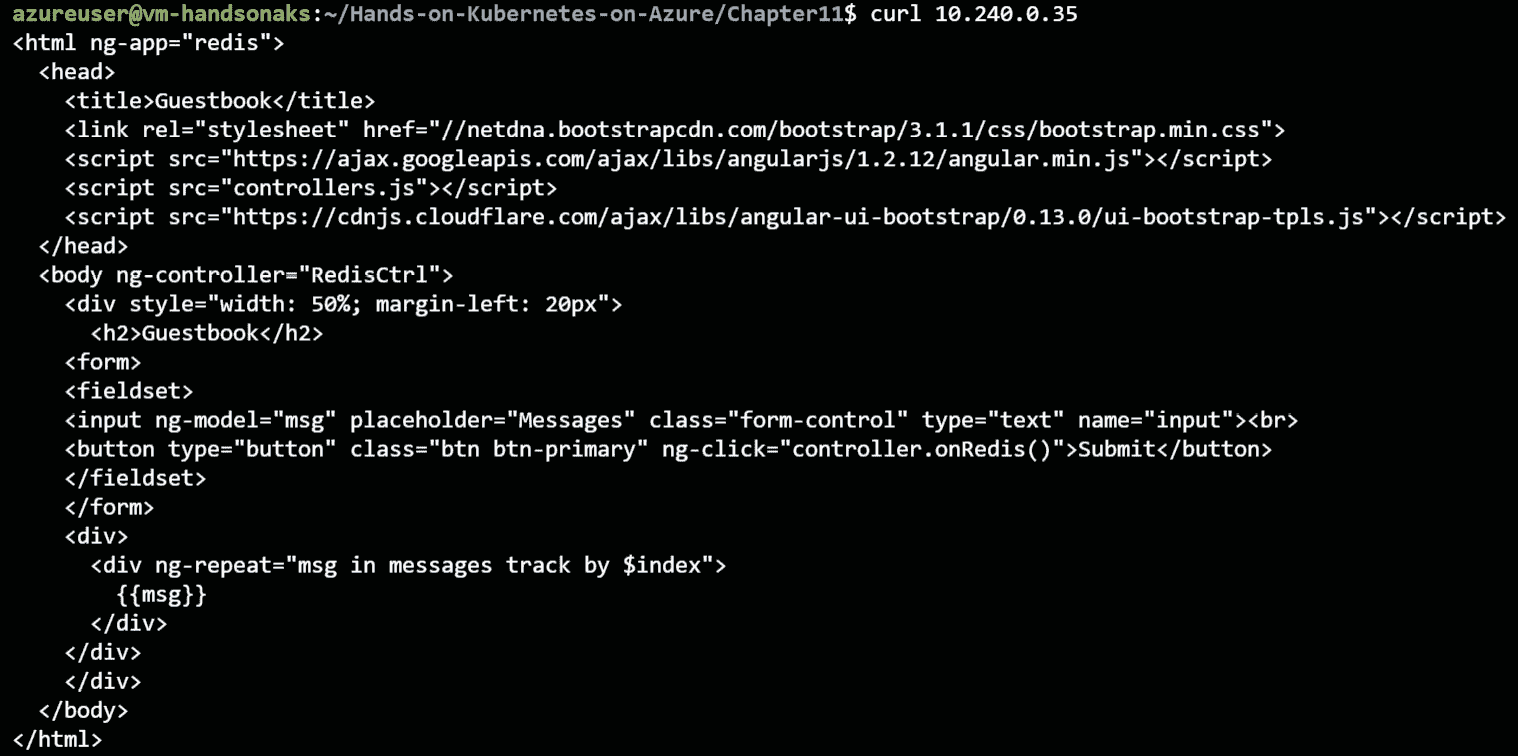 azureuser@vm-handsonaks:~/Hands-on-Kubernetes-on-Azure/Chapter11$ curl 10.240.0.35
<html ng-app="redis">
  <head>
    <title>Guestbook</title>
    <link rel="stylesheet" href="//netdna.bootstrapcdn.com/bootstrap/3.1.1/css/bootstrap.min.css">
    <script src="https://ajax.googleapis.com/ajax/libs/angularjs/1.2.12/angular.min.js"></script>
    <script src="controllers.js"></script>
    <script src="https://cdnjs.cloudflare.com/ajax/libs/angular-ui-bootstrap/0.13.0/ui-bootstrap-tpls.js"></script>
  </head>
  <body ng-controller="RedisCtrl">
    <div style="width: 50%; margin-left: 20px">
      <h2>Guestbook</h2>
    <form>
    <fieldset>
    <input ng-model="msg" placeholder="Messages" class="form-control" type="text" name="input"><br>
    <button type="button" class="btn btn-primary" ng-click="controller.onRedis()">Submit</button>
    </fieldset>
    </form>
    <div>
      <div ng-repeat="msg in messages track by $index">
        {{msg}}
      </div>
    </div>
    </div>
  </body>
</html>